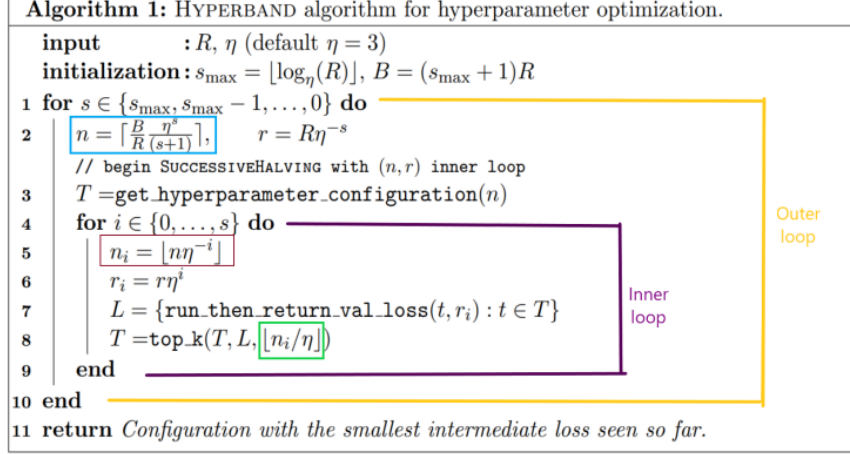 Algorithm 1: HYPERBAND algorithm for hyperparameter optimization.
input : R, η (default η = 3)
initialization : s_max = ⌊log_η(R)⌋, B = (s_max + 1)R
1 for s ∈ {s_max, s_max − 1, . . . , 0} do
2 n = ⌈B/R η^s/(s+1)⌉, r = Rη^−s
// begin SUCCESSIVEHALVING with (n, r) inner loop
3 T =get_hyperparameter_configuration(n)
4 for i ∈ {0, . . . , s} do
5 n_i = ⌊nη^−i⌋
6 r_i = rη^i
7 L = {run_then_return_val_loss(t, r_i) : t ∈ T}
8 T =top_k(T, L, ⌊n_i/η⌋)
9 end
10 end
11 return Configuration with the smallest intermediate loss seen so far.
Inner
loop
Outer
loop